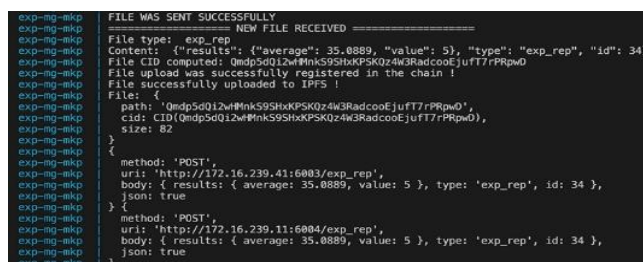 exp-mg-mkp | FILE WAS SENT SUCCESSFULLY
exp-mg-mkp | =================== NEW FILE RECEIVED ===================
exp-mg-mkp | File type: exp_rep
exp-mg-mkp | Content: {"results": {"average": 35.0889, "value": 5}, "type": "exp_rep", "id": 34
exp-mg-mkp | File CID computed: Qmdp5dQi2wHMnkS9SHxKPSKQz4W3RadcooEjufT7rPRpwD
exp-mg-mkp | File upload was successfully registered in the chain !
exp-mg-mkp | File successfully uploaded to IPFS !
exp-mg-mkp | File: {
exp-mg-mkp | path: 'Qmdp5dQi2wHMnkS9SHxKPSKQz4W3RadcooEjufT7rPRpwD',
exp-mg-mkp | cid: CID(Qmdp5dQi2wHMnkS9SHxKPSKQz4W3RadcooEjufT7rPRpwD),
exp-mg-mkp | size: 82
exp-mg-mkp | }
exp-mg-mkp | {
exp-mg-mkp | method: 'POST',
exp-mg-mkp | uri: 'http://172.16.239.41:6003/exp_rep',
exp-mg-mkp | body: { results: { average: 35.0889, value: 5 }, type: 'exp_rep', id: 34 },
exp-mg-mkp | json: true
exp-mg-mkp | } {
exp-mg-mkp | method: 'POST',
exp-mg-mkp | uri: 'http://172.16.239.11:6004/exp_rep',
exp-mg-mkp | body: { results: { average: 35.0889, value: 5 }, type: 'exp_rep', id: 34 },
exp-mg-mkp | json: true